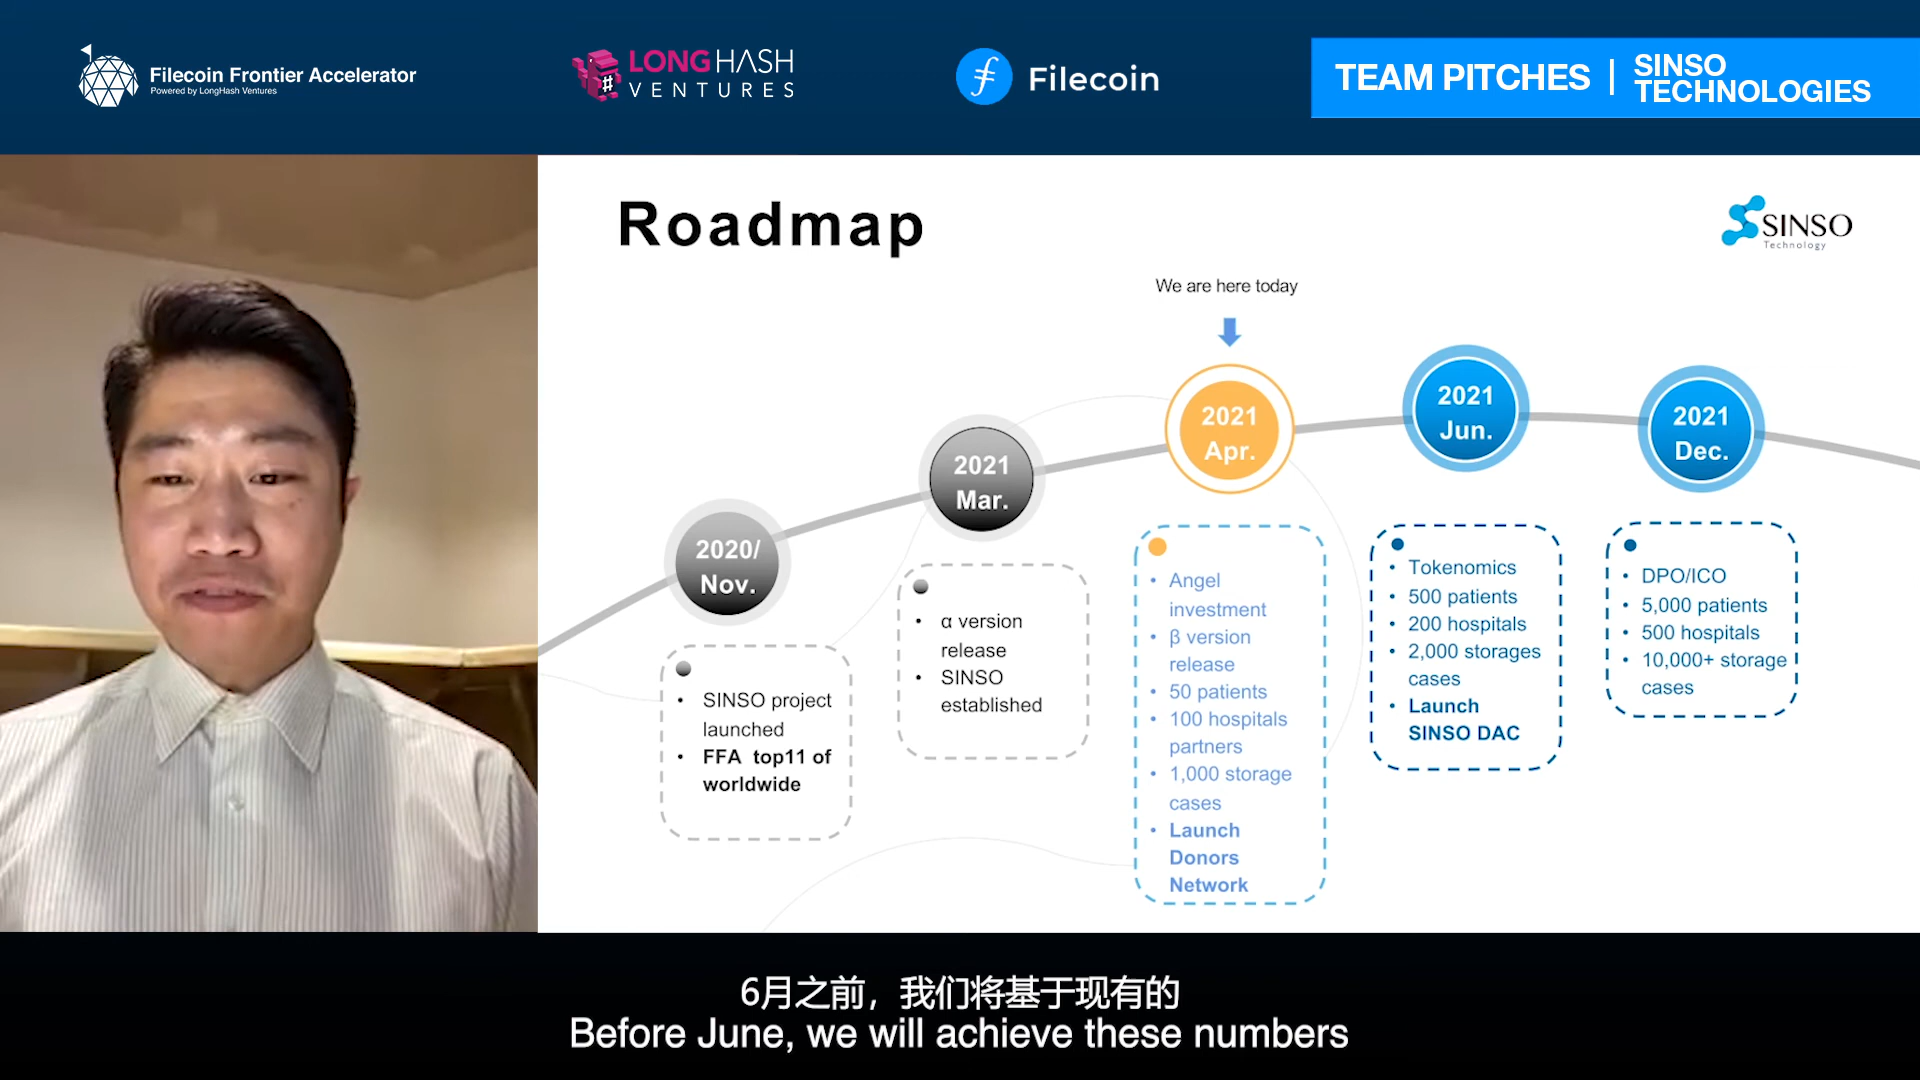 Filecoin Frontier Accelerator
Powered by LongHash Ventures
LONGHASH
VENTURES
Filecoin
TEAM PITCHES | SINSO
TECHNOLOGIES
Roadmap
SINSO
Technology
We are here today
2020/
Nov.
• SINSO project
launched
• FFA top11 of
worldwide
2021
Mar.
• α version
release
• SINSO
established
2021
Apr.
• Angel
investment
• β version
release
• 50 patients
• 100 hospitals
partners
• 1,000 storage
cases
• Launch
Donors
Network
2021
Jun.
• Tokenomics
• 500 patients
• 200 hospitals
• 2,000 storages
cases
• Launch
SINSO DAC
2021
Dec.
• DPO/ICO
• 5,000 patients
• 500 hospitals
• 10,000+ storage
cases
6月之前，我们将基于现有的
Before June, we will achieve these numbers